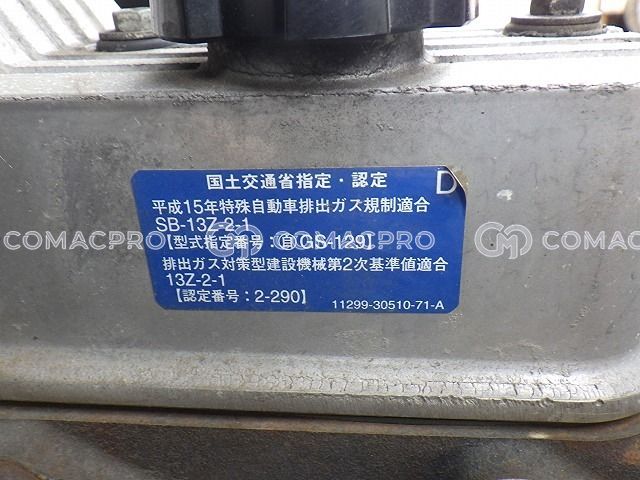 国土交通省指定・認定
D
平成15年特殊自動車排出ガス規制適合
SB-13Z-2-1
【型式指定番号：㊀GS-129】
排出ガス対策型建設機械第2次基準値適合
13Z-2-1
【認定番号：2-290】
11299-30510-71-A
COMACPRO
COMACPRO
COMACPRO